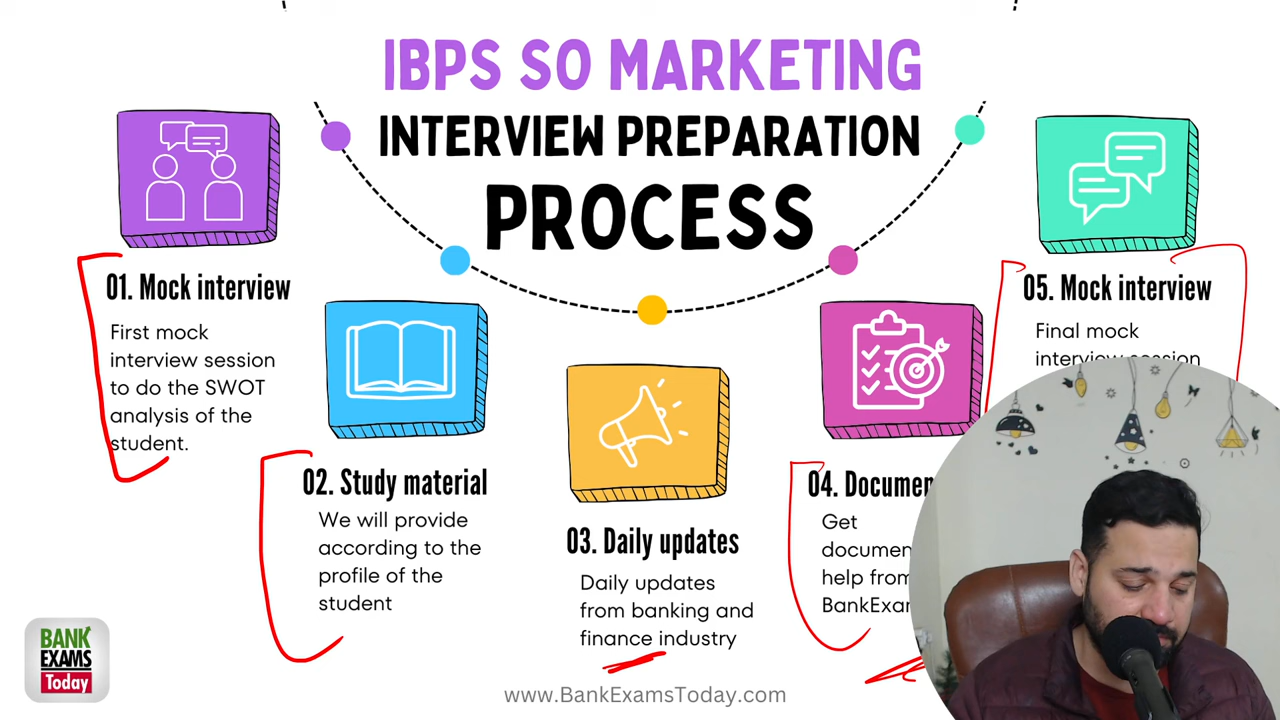 IBPS SO MARKETING
INTERVIEW PREPARATION
PROCESS
01. Mock interview
First mock
interview session
to do the SWOT
analysis of the
student.
02. Study material
We will provide
according to the
profile of the
student
03. Daily updates
Daily updates
from banking and
finance industry
04.
Get
help from
05. Mock interview
Final mock
interview session
BANK
EXAMS
Today
www.BankExamsToday.com